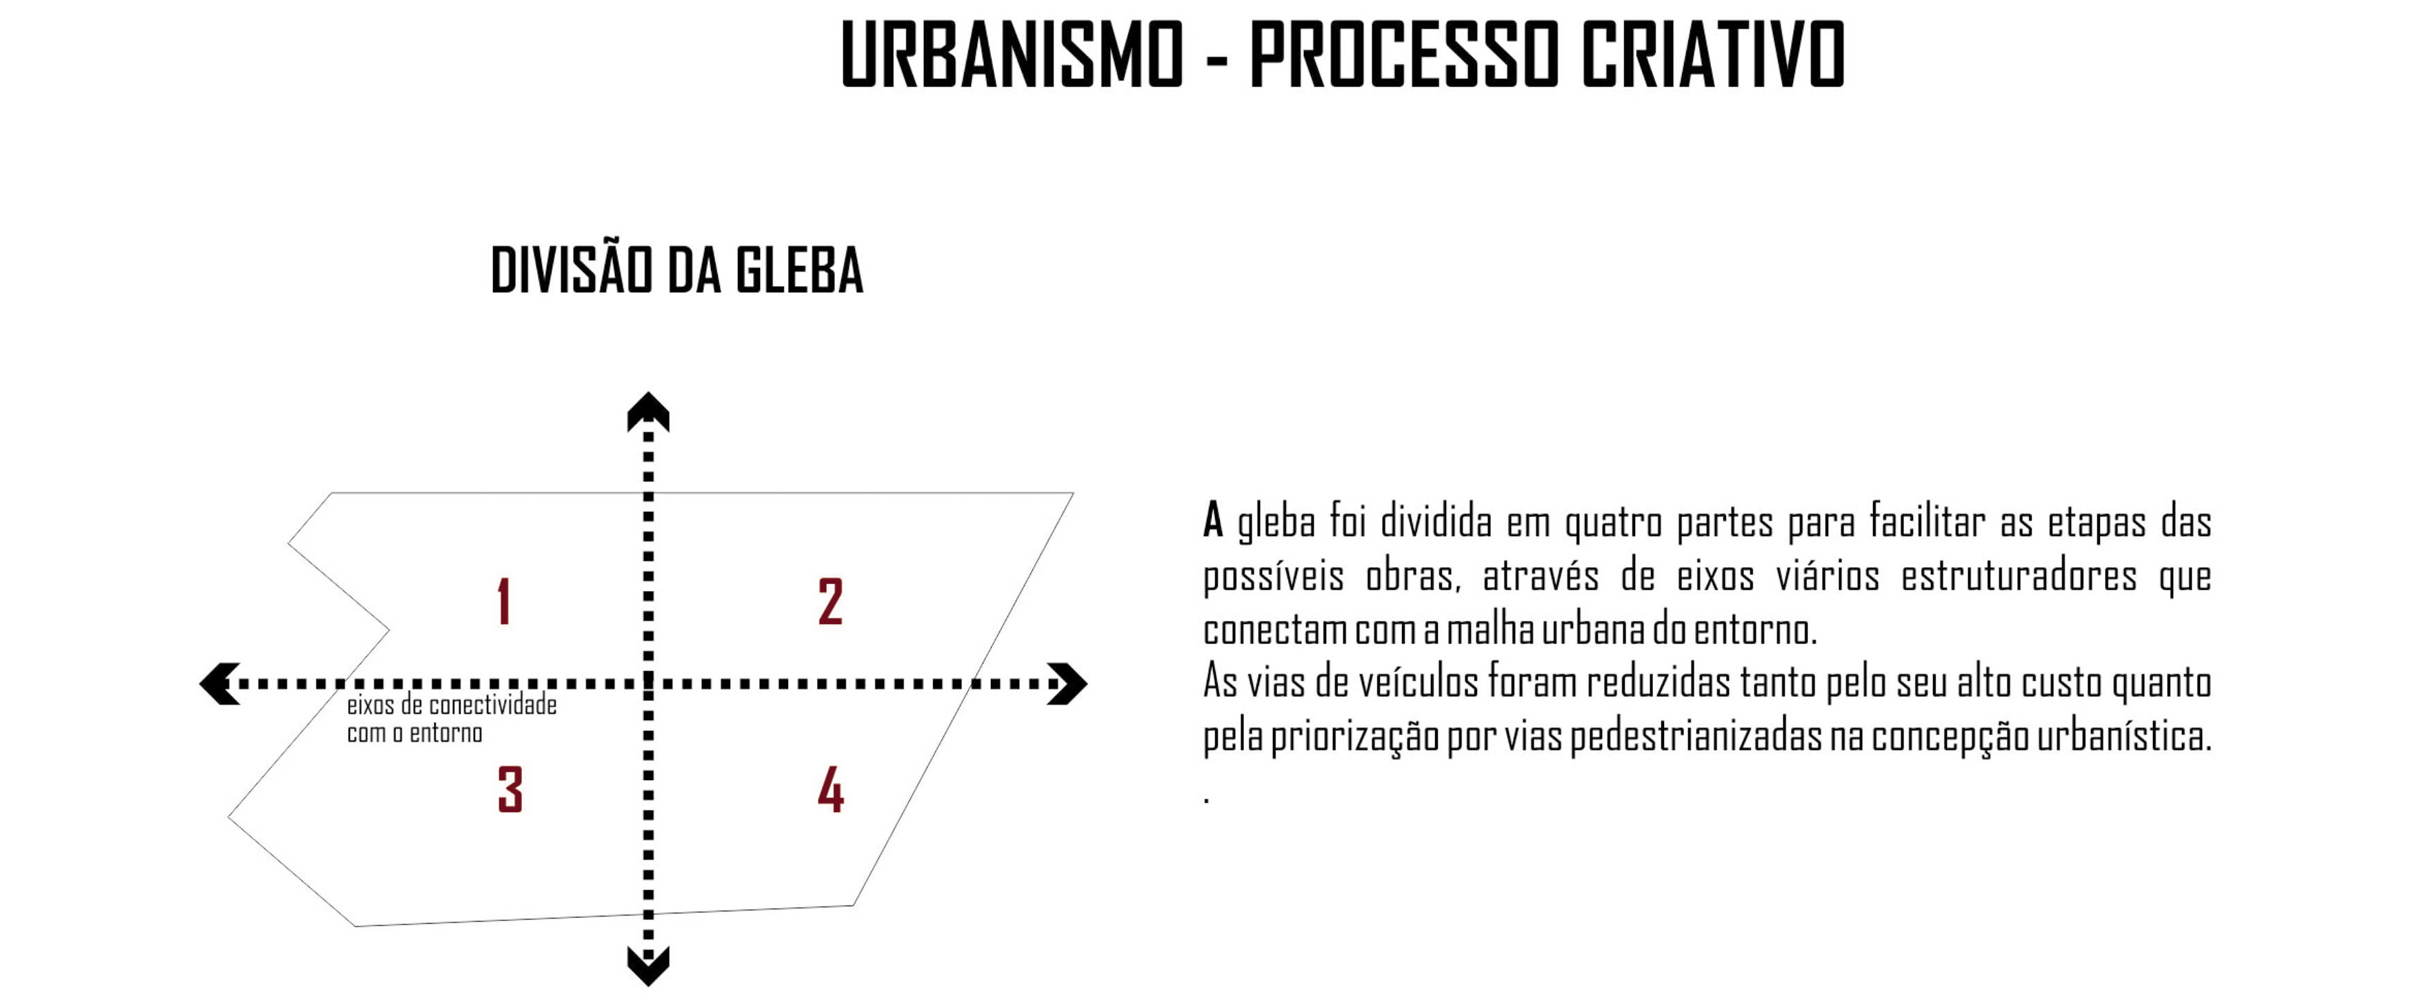 URBANISMO - PROCESSO CRIATIVO
DIVISÃO DA GLEBA
1
2
eixos de conectividade
com o entorno
3
4
A gleba foi dividida em quatro partes para facilitar as etapas das
possíveis obras, através de eixos viários estruturadores que
conectam com a malha urbana do entorno.
As vias de veículos foram reduzidas tanto pelo seu alto custo quanto
pela priorização por vias pedestrianizadas na concepção urbanística.
.